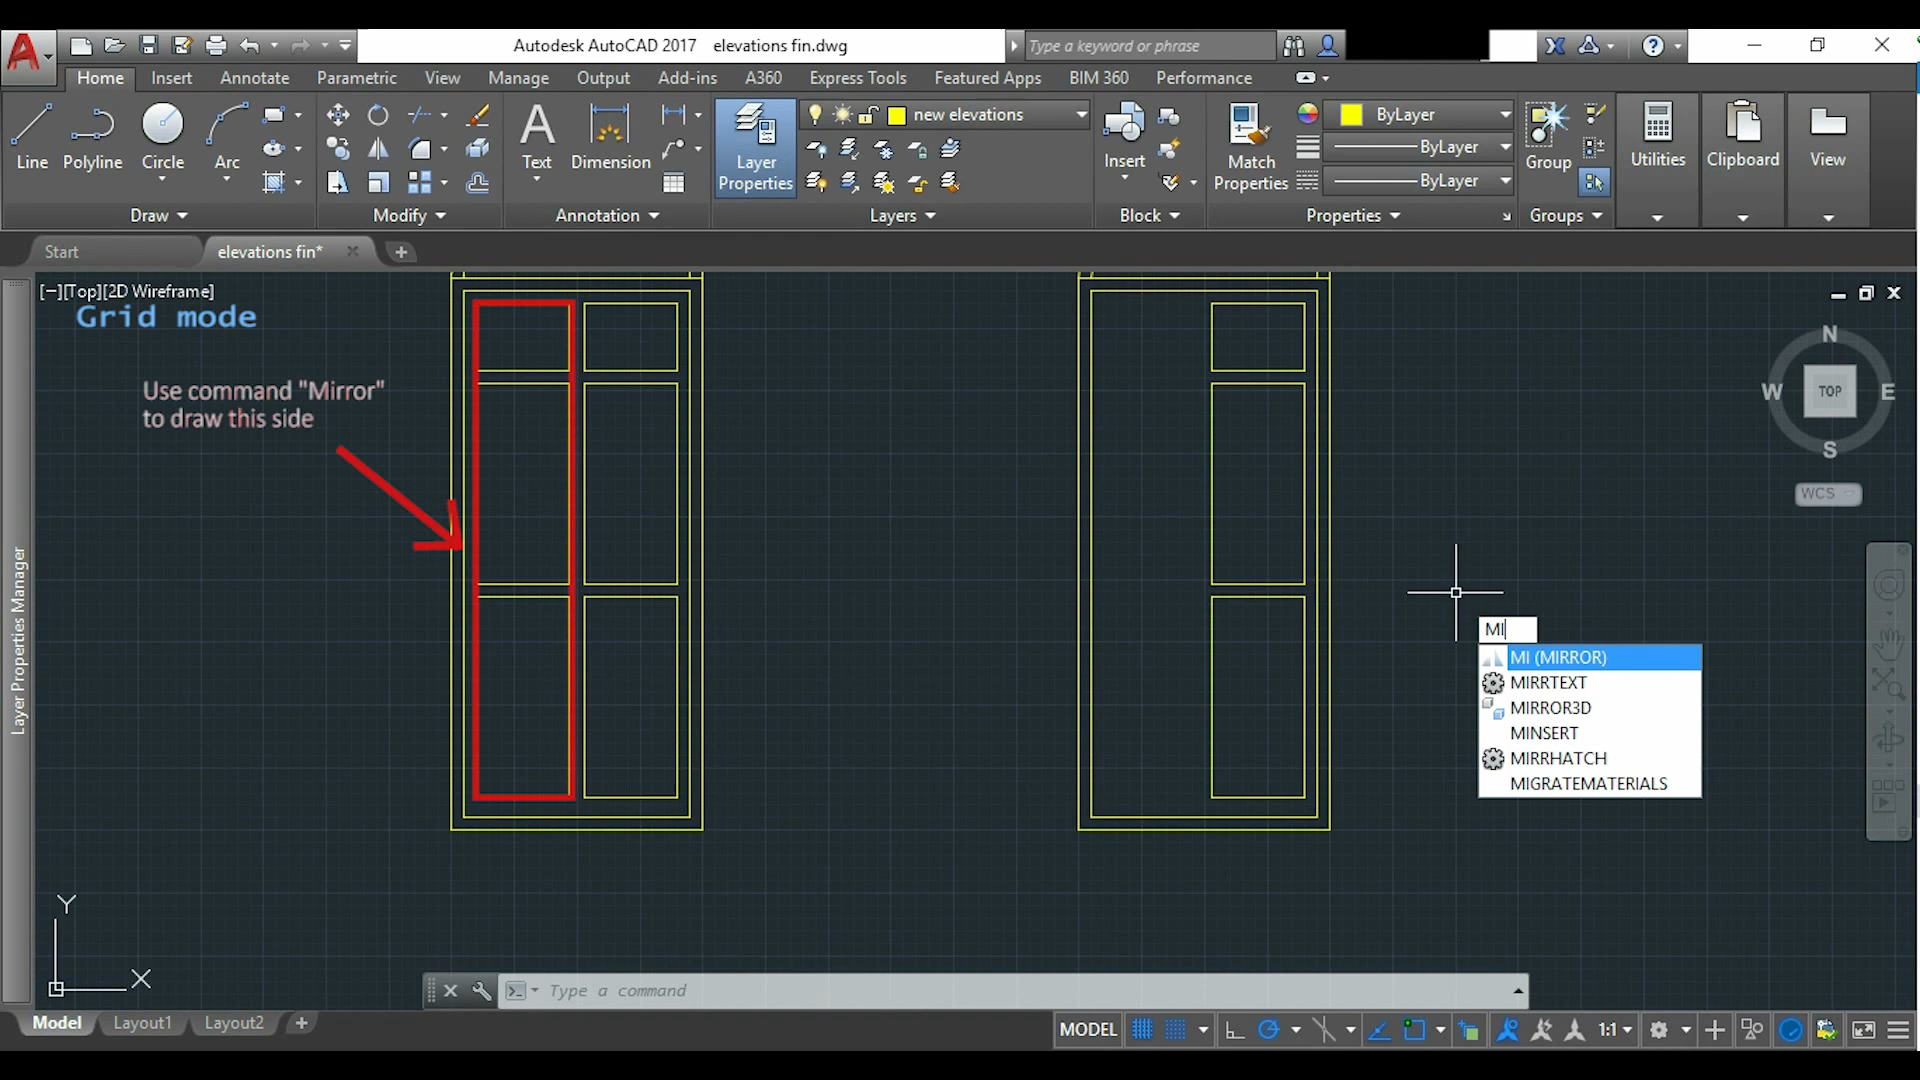 Autodesk AutoCAD 2017 elevations fin.dwg
Type a keyword or phrase
Home Insert Annotate Parametric View Manage Output Add-ins A360 Express Tools Featured Apps BIM 360 Performance
new elevations
ByLayer
ByLayer
ByLayer
Line Polyline Circle Arc
Text Dimension
Layer Properties
Insert
Match Properties
Group
Utilities Clipboard View
Draw Modify Annotation Layers Block Properties Groups
Start elevations fin*
[−][Top][2D Wireframe]
Grid mode
Use command "Mirror"
to draw this side
N
W TOP E
S
WCS
Layer Properties Manager
MI
MI (MIRROR)
MIRRTEXT
MIRROR3D
MINSERT
MIRRHATCH
MIGRATEMATERIALS
Y
X
Type a command
Model Layout1 Layout2
MODEL 1:1